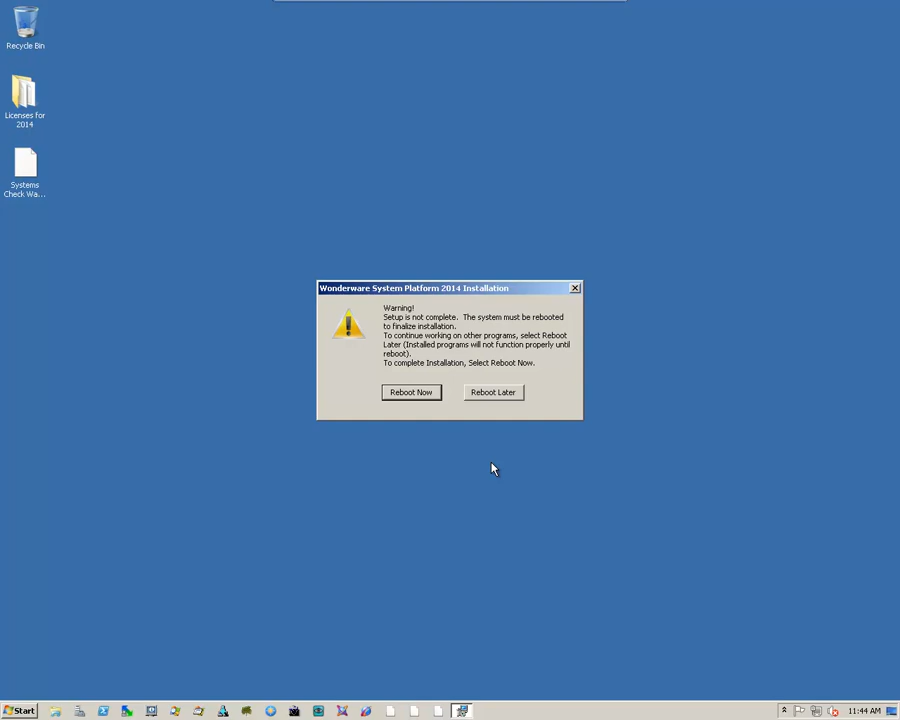 Recycle Bin
Licenses for
2014
Systems
Check Wa...
Wonderware System Platform 2014 Installation
Warning!
Setup is not complete.  The system must be rebooted
to finalize installation.
To continue working on other programs, select Reboot
Later (Installed programs will not function properly until
reboot).
To complete Installation, Select Reboot Now.
Reboot Now
Reboot Later
Start
11:44 AM